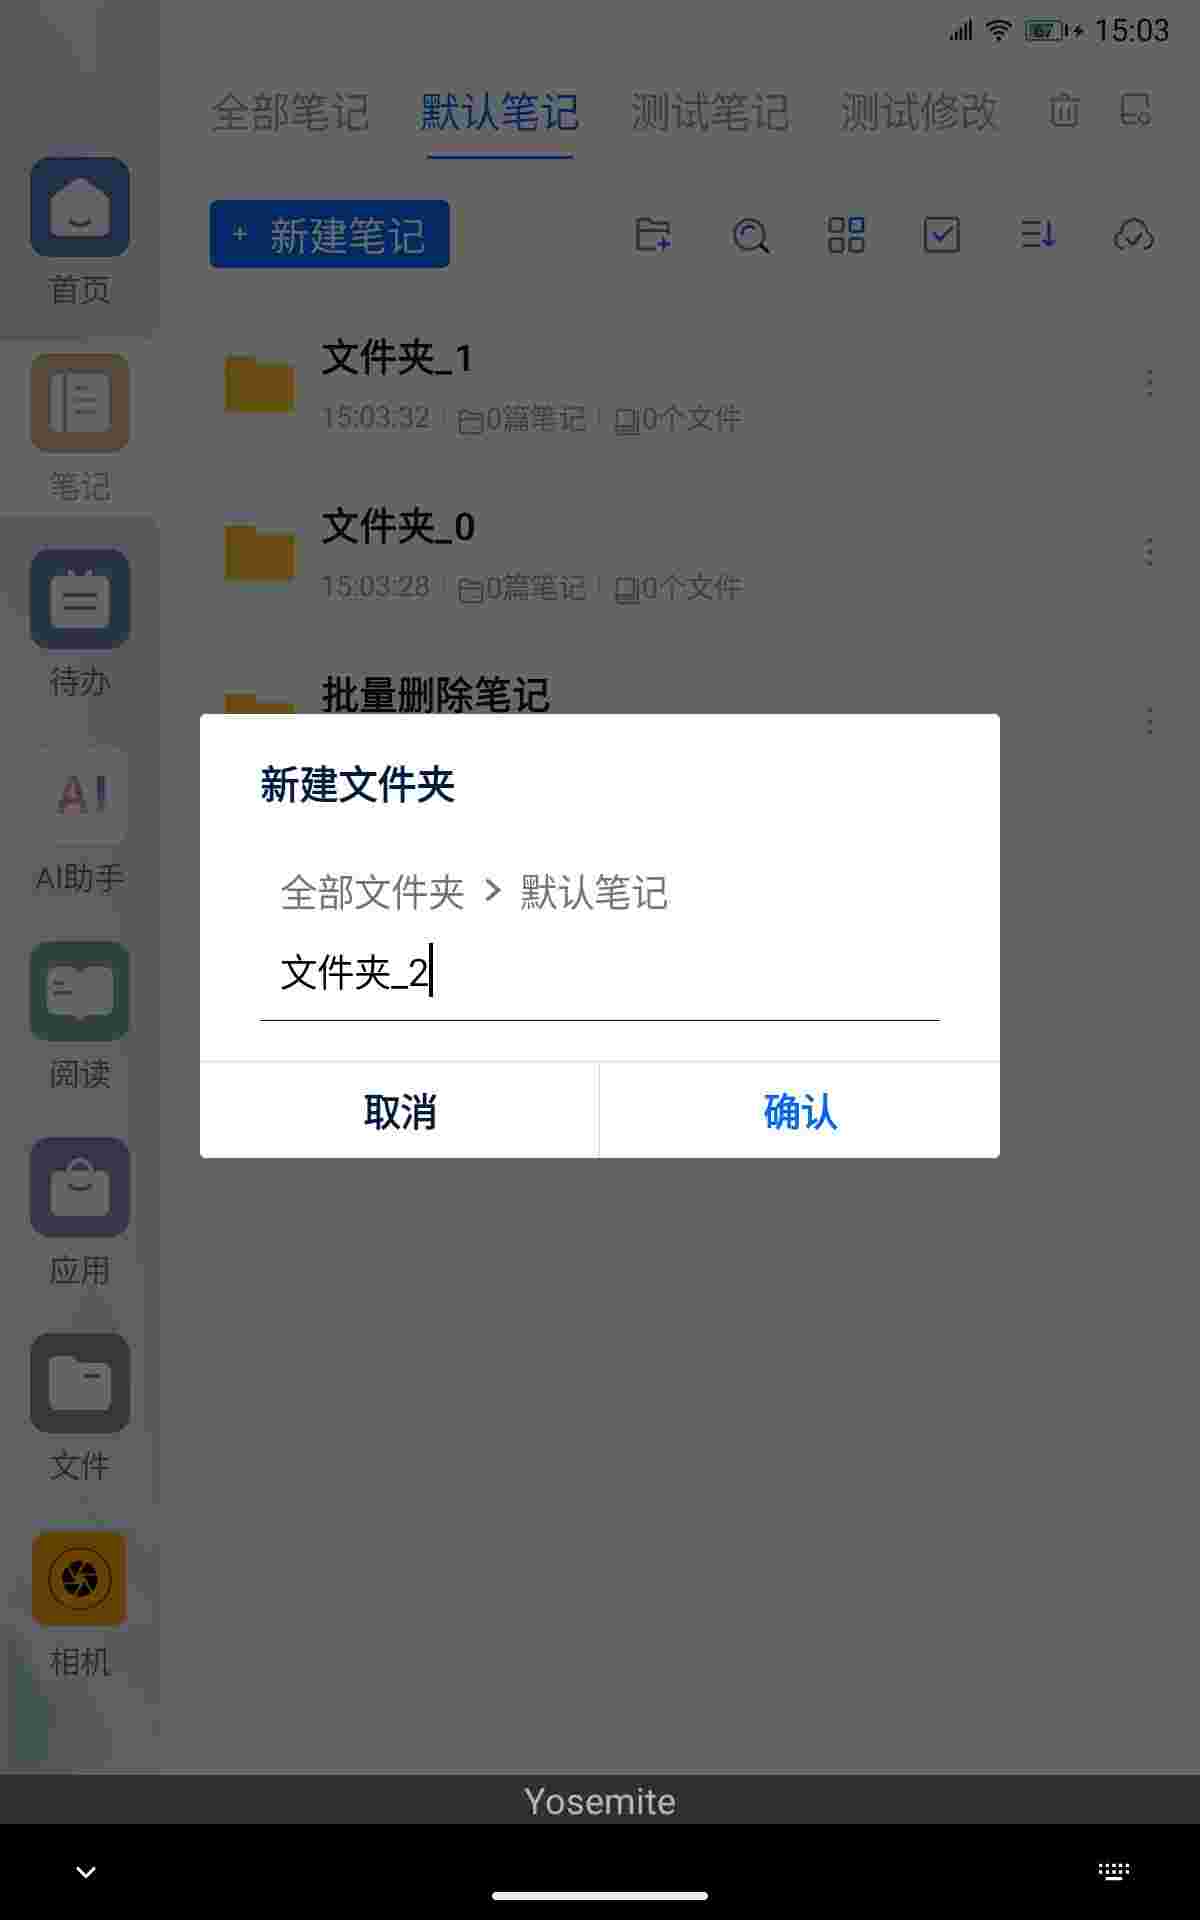 67 15:03
全部笔记 默认笔记 测试笔记 测试修改
+ 新建笔记
首页
笔记
待办
AI
AI助手
阅读
应用
文件
相机
文件夹_1
15:03:32 0篇笔记 0个文件
文件夹_0
15:03:28 0篇笔记 0个文件
批量删除笔记
新建文件夹
全部文件夹 > 默认笔记
文件夹_2
取消 确认
Yosemite